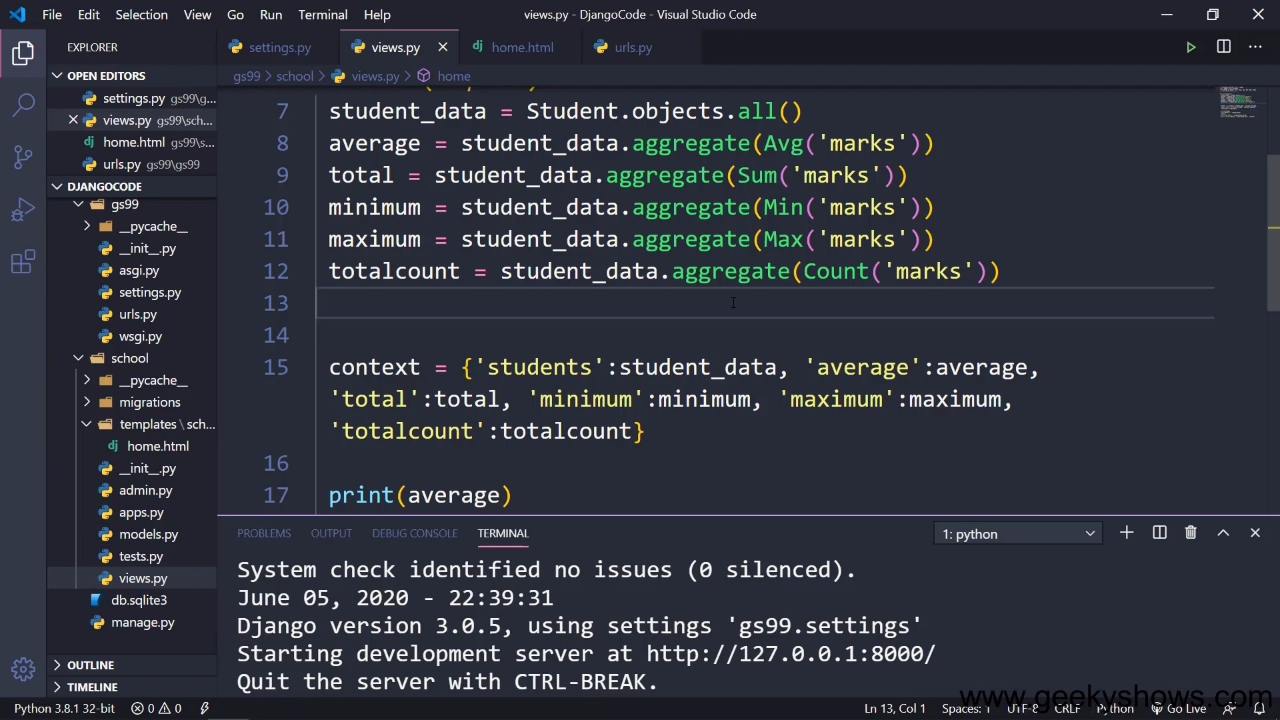 File Edit Selection View Go Run Terminal Help views.py - DjangoCode - Visual Studio Code
EXPLORER settings.py views.py home.html urls.py
OPEN EDITORS gs99 school views.py home
settings.py gs99\g...
views.py gs99\sch...
home.html gs99\s...
urls.py gs99\gs99
DJANGOCODE
gs99
__pycache__
__init__.py
asgi.py
settings.py
urls.py
wsgi.py
school
__pycache__
migrations
templates \ sch...
home.html
__init__.py
admin.py
apps.py
models.py
tests.py
views.py
db.sqlite3
manage.py
OUTLINE
TIMELINE
7 student_data = Student.objects.all()
8 average = student_data.aggregate(Avg('marks'))
9 total = student_data.aggregate(Sum('marks'))
10 minimum = student_data.aggregate(Min('marks'))
11 maximum = student_data.aggregate(Max('marks'))
12 totalcount = student_data.aggregate(Count('marks'))
13
14
15 context = {'students':student_data, 'average':average,
'total':total, 'minimum':minimum, 'maximum':maximum,
'totalcount':totalcount}
16
17 print(average)
PROBLEMS OUTPUT DEBUG CONSOLE TERMINAL 1: python
System check identified no issues (0 silenced).
June 05, 2020 - 22:39:31
Django version 3.0.5, using settings 'gs99.settings'
Starting development server at http://127.0.0.1:8000/
Quit the server with CTRL-BREAK.
www.geekyshows.com
Python 3.8.1 32-bit 0 0 Ln 13, Col 1 Spaces: 1 UTF-8 CRLF Python Go Live